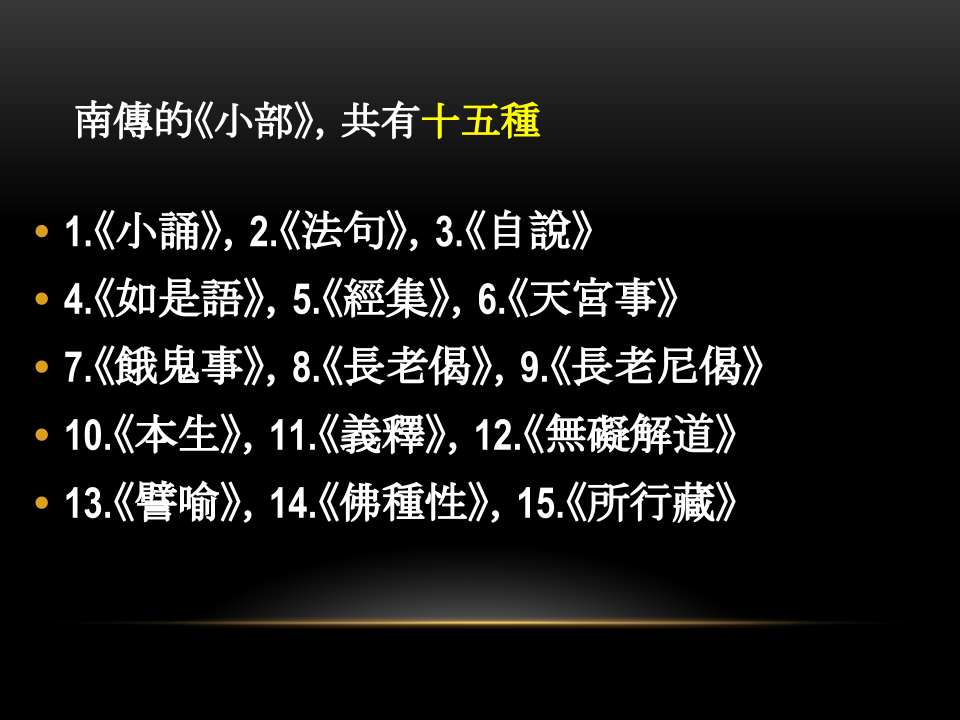 南傳的《小部》，共有十五種
• 1.《小誦》，2.《法句》，3.《自說》
• 4.《如是語》，5.《經集》，6.《天宮事》
• 7.《餓鬼事》，8.《長老偈》，9.《長老尼偈》
• 10.《本生》，11.《義釋》，12.《無礙解道》
• 13.《譬喻》，14.《佛種性》，15.《所行藏》